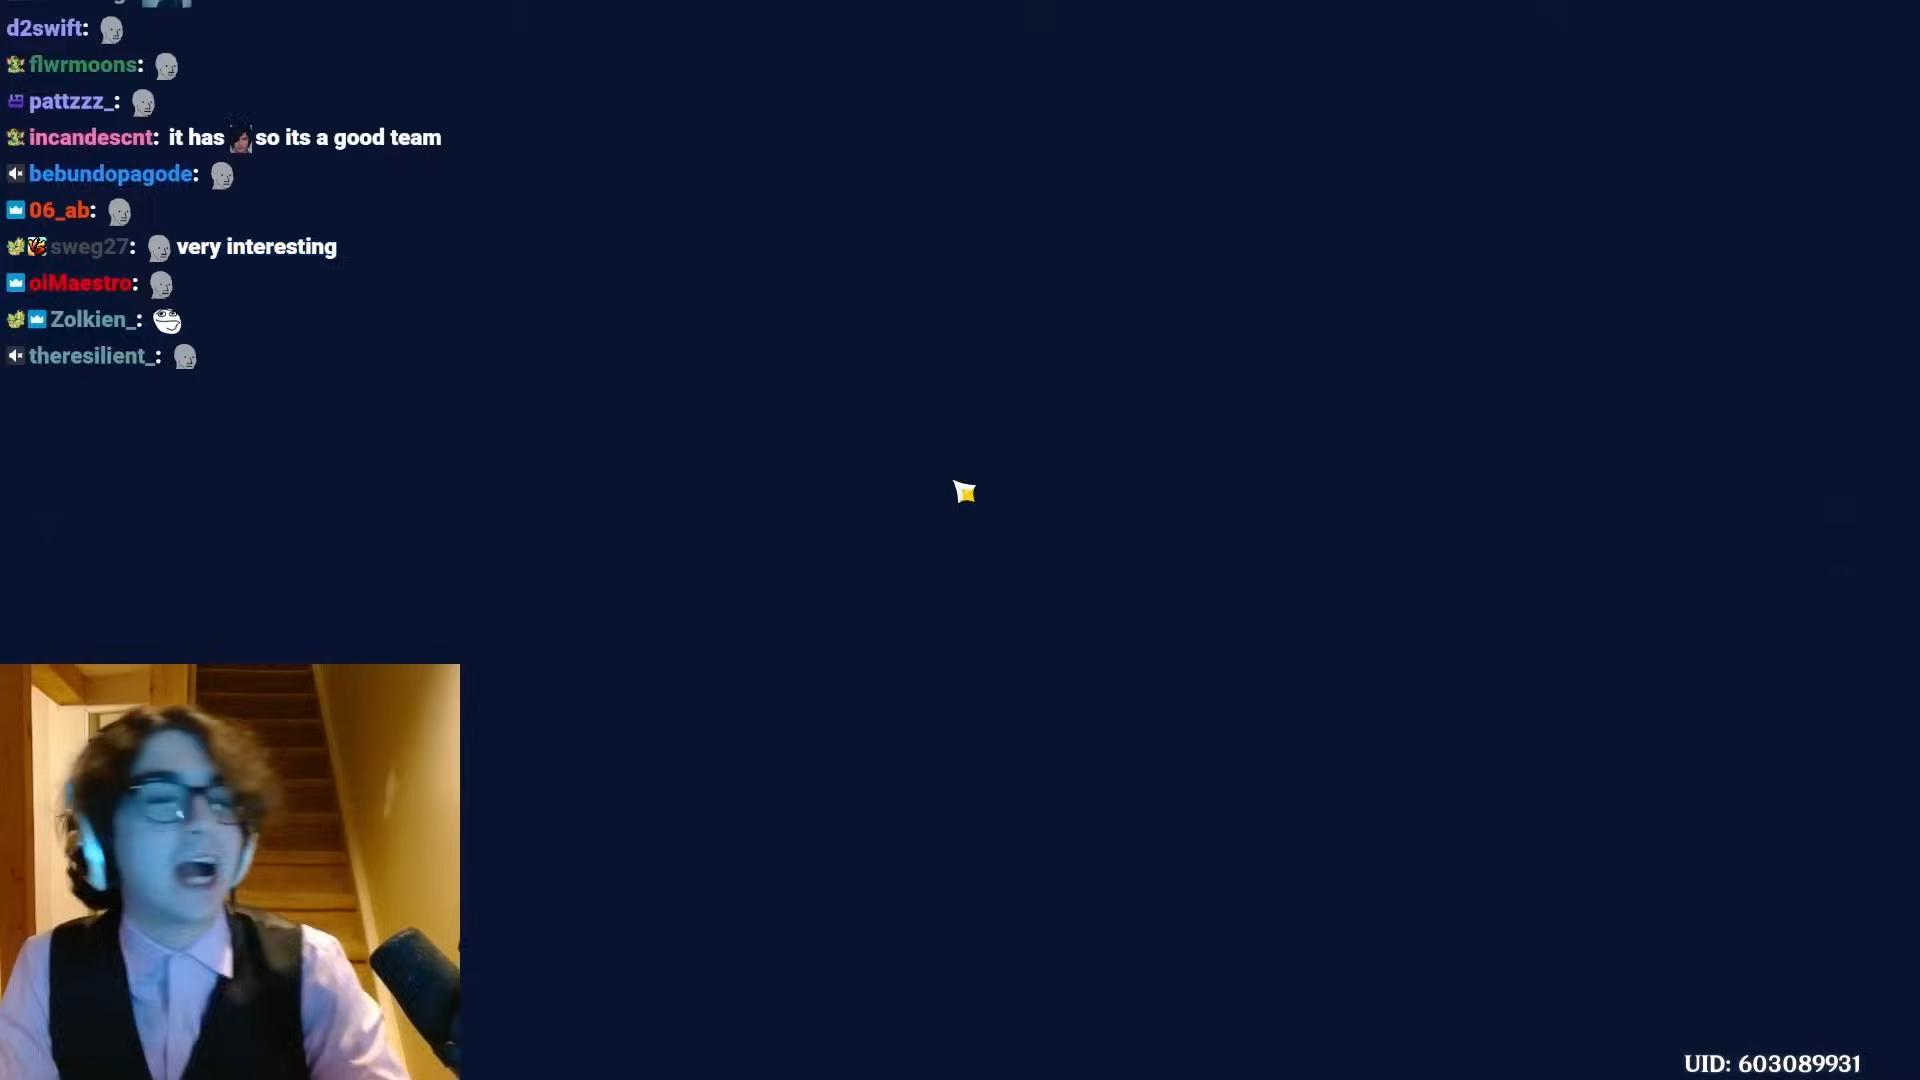 d2swift:
flwrmoons:
pattzzz_:
incandescnt: it has so its a good team
bebundopagode:
06_ab:
sweg27: very interesting
oiMaestro:
Zolkien_:
theresilient_:
UID: 603089931